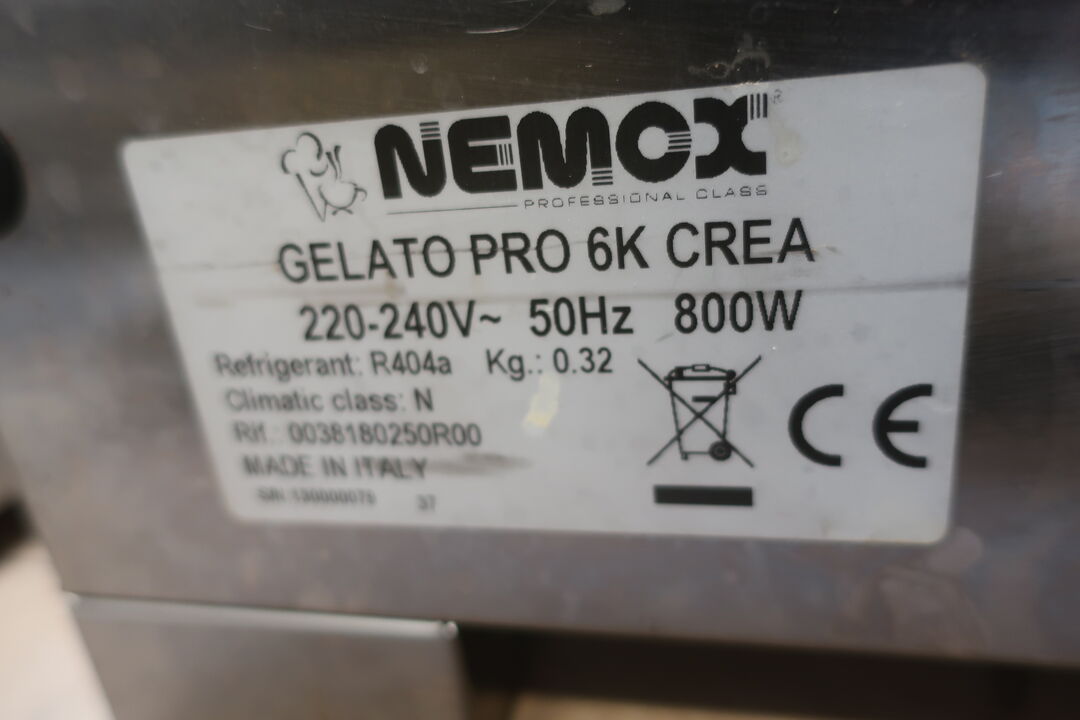 NEMOX®
PROFESSIONAL CLASS
GELATO PRO 6K CREA
220-240V~ 50Hz 800W
Refrigerant: R404a Kg.: 0.32
Climatic class: N
Rif.: 0038180250R00
MADE IN ITALY
37
CE